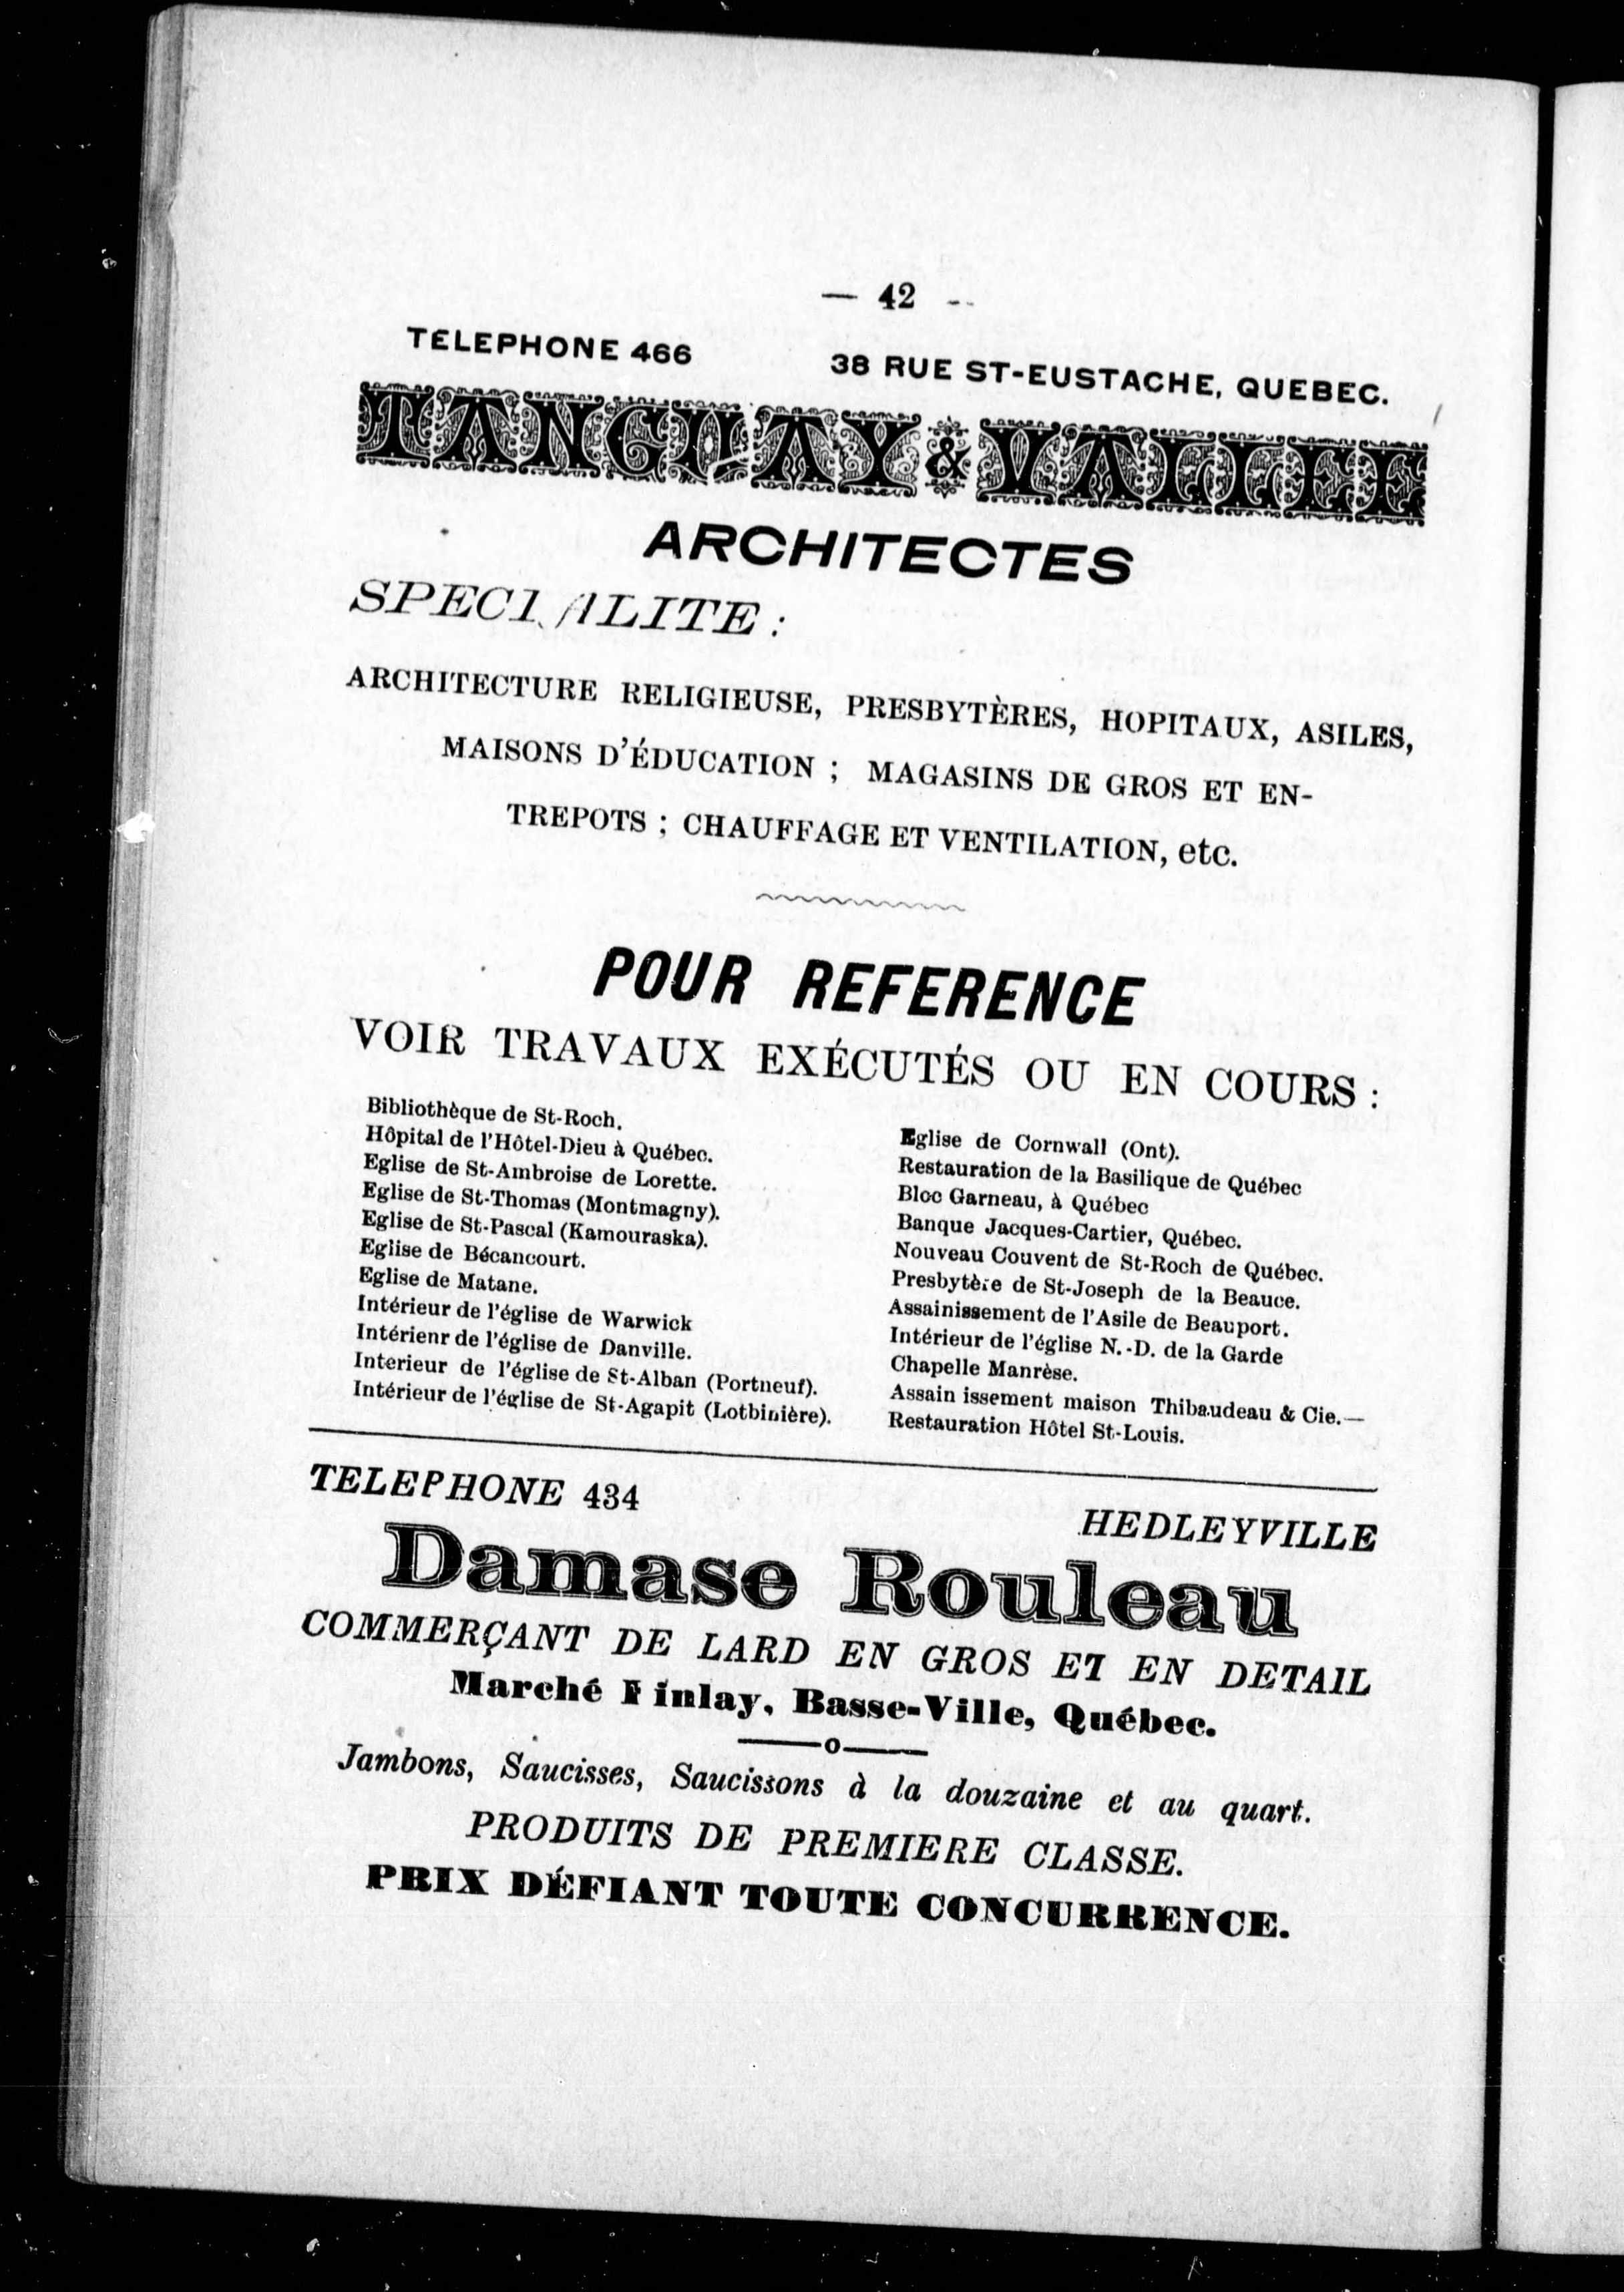 — 42 --
TELEPHONE 466
38 RUE ST-EUSTACHE, QUEBEC.
TANGUAY & VALLEE
ARCHITECTES
SPECIALITE :
ARCHITECTURE RELIGIEUSE, PRESBYTÈRES, HOPITAUX, ASILES,
MAISONS D'ÉDUCATION ; MAGASINS DE GROS ET EN-
TREPOTS ; CHAUFFAGE ET VENTILATION, etc.
POUR REFERENCE
VOIR TRAVAUX EXÉCUTÉS OU EN COURS :
Bibliothèque de St-Roch.
Hôpital de l'Hôtel-Dieu à Québec.
Eglise de St-Ambroise de Lorette.
Eglise de St-Thomas (Montmagny).
Eglise de St-Pascal (Kamouraska).
Eglise de Bécancourt.
Eglise de Matane.
Intérieur de l'église de Warwick
Intérienr de l'église de Danville.
Interieur de l'église de St-Alban (Portneuf).
Intérieur de l'église de St-Agapit (Lotbinière).
Eglise de Cornwall (Ont).
Restauration de la Basilique de Québec
Bloc Garneau, à Québec
Banque Jacques-Cartier, Québec.
Nouveau Couvent de St-Roch de Québec.
Presbytère de St-Joseph de la Beauce.
Assainissement de l'Asile de Beauport.
Intérieur de l'église N.-D. de la Garde
Chapelle Manrèse.
Assain issement maison Thibaudeau & Cie.—
Restauration Hôtel St-Louis.
TELEPHONE 434
HEDLEYVILLE
Damase Rouleau
COMMERÇANT DE LARD EN GROS ET EN DETAIL
Marché Finlay, Basse-Ville, Québec.
—o—
Jambons, Saucisses, Saucissons à la douzaine et au quart.
PRODUITS DE PREMIERE CLASSE.
PRIX DÉFIANT TOUTE CONCURRENCE.